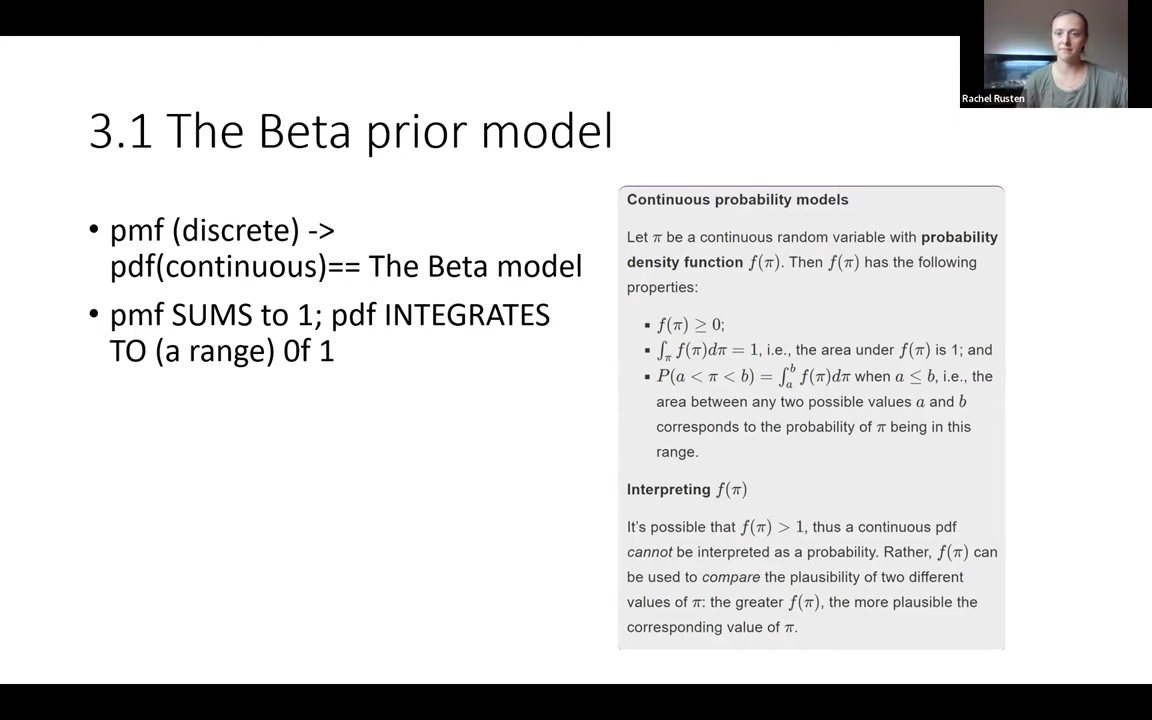 Rachel Rusten
3.1 The Beta prior model
• pmf (discrete) ->
pdf(continuous)== The Beta model
• pmf SUMS to 1; pdf INTEGRATES
TO (a range) 0f 1
Continuous probability models
Let π be a continuous random variable with probability
density function f(π). Then f(π) has the following
properties:
▪ f(π) ≥ 0;
▪ ∫π f(π)dπ = 1, i.e., the area under f(π) is 1; and
▪ P(a < π < b) = ∫ₐᵇ f(π)dπ when a ≤ b, i.e., the
area between any two possible values a and b
corresponds to the probability of π being in this
range.
Interpreting f(π)
It's possible that f(π) > 1, thus a continuous pdf
cannot be interpreted as a probability. Rather, f(π) can
be used to compare the plausibility of two different
values of π: the greater f(π), the more plausible the
corresponding value of π.